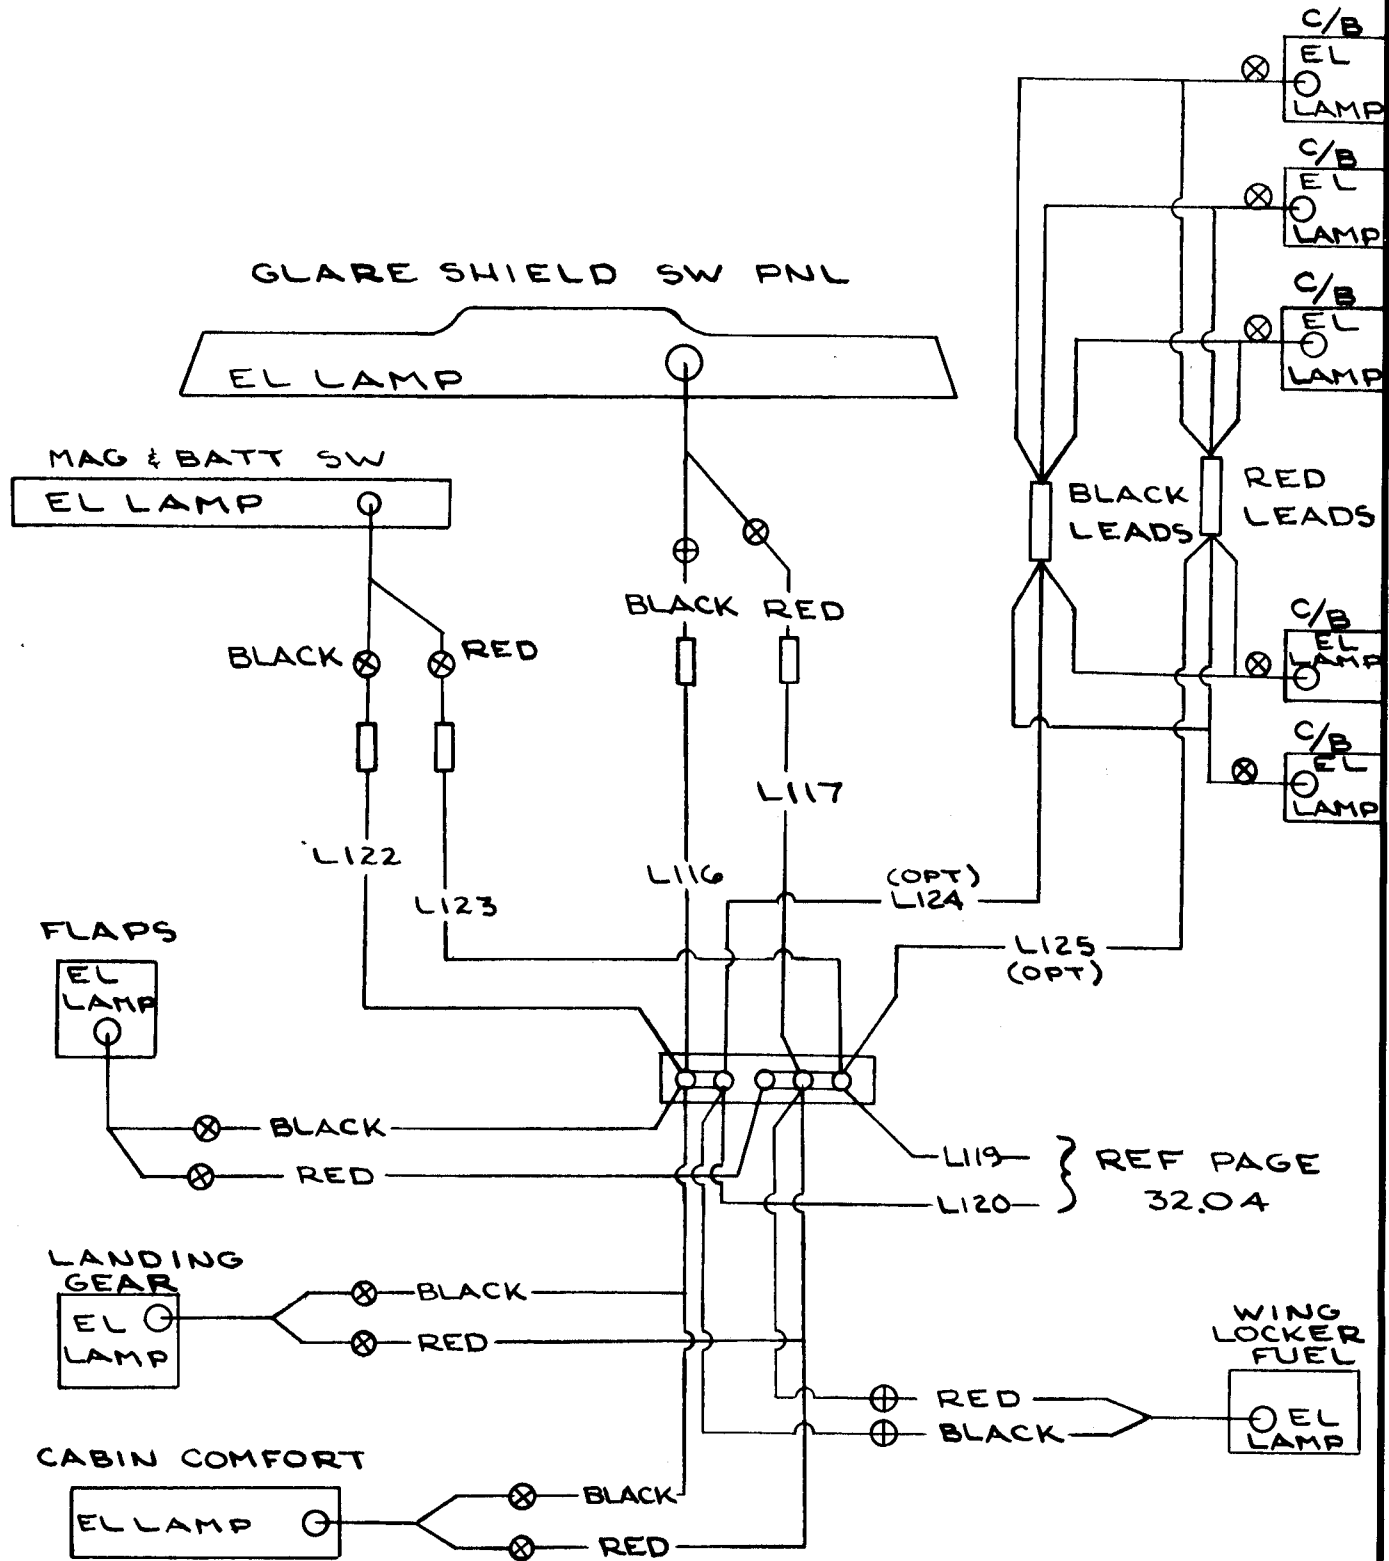 C/B
EL
LAMP
C/B
EL
LAMP
GLARE SHIELD SW PNL
EL LAMP
C/B
EL
LAMP
MAG & BATT SW
EL LAMP
BLACK
LEADS
RED
LEADS
BLACK
RED
BLACK
RED
C/B
EL
LAMP
C/B
EL
LAMP
L117
L122
L116
(OPT)
L124
L123
L125
(OPT)
FLAPS
EL
LAMP
BLACK
RED
L119
L120
REF PAGE
32.0A
LANDING
GEAR
EL
LAMP
BLACK
RED
WING
LOCKER
FUEL
EL
LAMP
RED
BLACK
CABIN COMFORT
EL LAMP
BLACK
RED